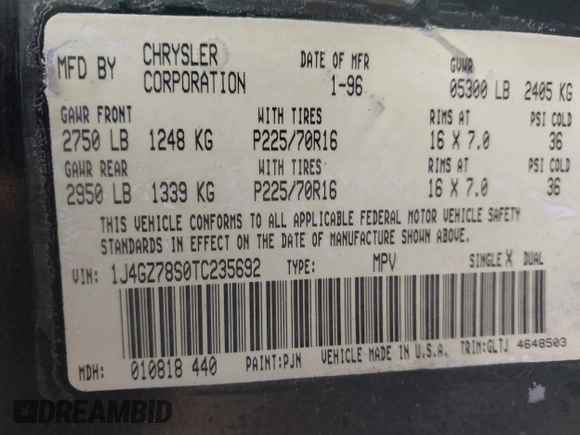 MFD BY CHRYSLER CORPORATION DATE OF MFR 1-96 GVWR 05300 LB 2405 KG
GAWR FRONT WITH TIRES RIMS AT PSI COLD
2750 LB 1248 KG P225/70R16 16 X 7.0 36
GAWR REAR WITH TIRES RIMS AT PSI COLD
2950 LB 1339 KG P225/70R16 16 X 7.0 36
THIS VEHICLE CONFORMS TO ALL APPLICABLE FEDERAL MOTOR VEHICLE SAFETY
STANDARDS IN EFFECT ON THE DATE OF MANUFACTURE SHOWN ABOVE.
VIN: 1J4GZ78S0TC235692 TYPE: MPV SINGLE X DUAL
MDH: 010818 440 PAINT:PJN VEHICLE MADE IN U.S.A. TRIM:GLTJ 4648503
DREAMBID